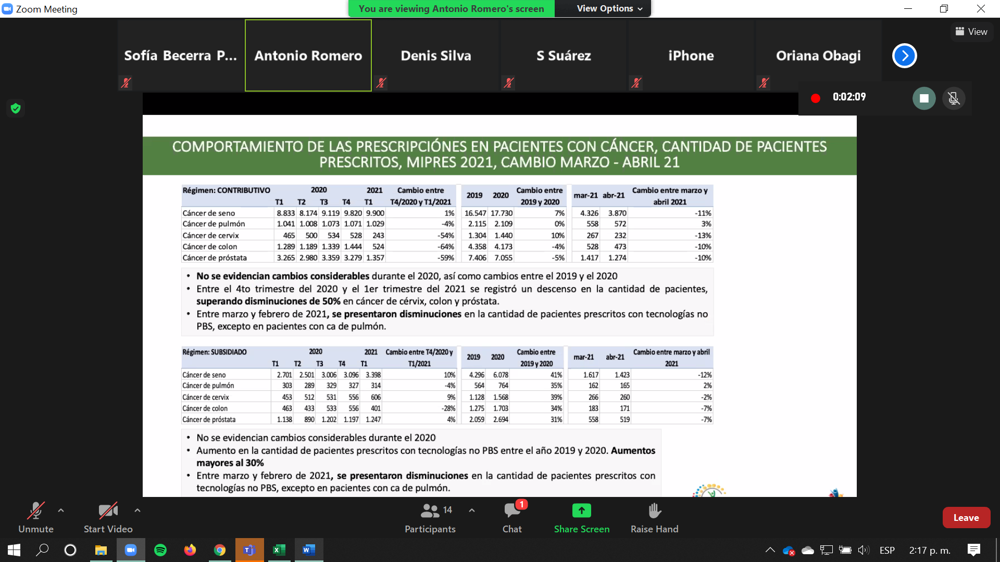 Zoom Meeting
You are viewing Antonio Romero's screen
View Options
View
Sofía Becerra P...
Antonio Romero
Denis Silva
S Suárez
iPhone
Oriana Obagi
0:02:09
COMPORTAMIENTO DE LAS PRESCRIPCIÓNES EN PACIENTES CON CÁNCER, CANTIDAD DE PACIENTES
PRESCRITOS, MIPRES 2021, CAMBIO MARZO - ABRIL 21
Régimen: CONTRIBUTIVO 2020 2021 Cambio entre 2019 2020 Cambio entre mar-21 abr-21 Cambio entre marzo y
T1 T2 T3 T4 T1 T4/2020 y T1/2021 2019 y 2020 abril 2021
Cáncer de seno 8.833 8.174 9.119 9.820 9.900 1% 16.547 17.730 7% 4.326 3.870 -11%
Cáncer de pulmón 1.041 1.008 1.073 1.071 1.029 -4% 2.115 2.109 0% 558 572 3%
Cáncer de cervix 465 500 534 528 243 -54% 1.304 1.440 10% 267 232 -13%
Cáncer de colon 1.289 1.189 1.339 1.444 524 -64% 4.358 4.173 -4% 528 473 -10%
Cáncer de próstata 3.265 2.980 3.359 3.279 1.357 -59% 7.406 7.055 -5% 1.417 1.274 -10%
• No se evidencian cambios considerables durante el 2020, así como cambios entre el 2019 y el 2020
• Entre el 4to trimestre del 2020 y el 1er trimestre del 2021 se registró un descenso en la cantidad de pacientes,
superando disminuciones de 50% en cáncer de cérvix, colon y próstata.
• Entre marzo y febrero de 2021, se presentaron disminuciones en la cantidad de pacientes prescritos con tecnologías no
PBS, excepto en pacientes con ca de pulmón.
Régimen: SUBSIDIADO 2020 2021 Cambio entre T4/2020 y 2019 2020 Cambio entre mar-21 abr-21 Cambio entre marzo y abril
T1 T2 T3 T4 T1 T1/2021 2019 y 2020 2021
Cáncer de seno 2.701 2.501 3.006 3.096 3.398 10% 4.296 6.078 41% 1.617 1.423 -12%
Cáncer de pulmón 303 289 329 327 314 -4% 564 764 35% 162 165 2%
Cáncer de cervix 453 512 531 556 606 9% 1.128 1.568 39% 266 260 -2%
Cáncer de colon 463 433 533 556 401 -28% 1.275 1.703 34% 183 171 -7%
Cáncer de próstata 1.138 890 1.202 1.197 1.247 4% 2.059 2.694 31% 558 519 -7%
• No se evidencian cambios considerables durante el 2020
• Aumento en la cantidad de pacientes prescritos con tecnologías no PBS entre el año 2019 y 2020. Aumentos
mayores al 30%
• Entre marzo y febrero de 2021, se presentaron disminuciones en la cantidad de pacientes prescritos con
tecnologías no PBS, excepto en pacientes con ca de pulmón.
Unmute
Start Video
14
Participants
1
Chat
Share Screen
Raise Hand
Leave
ESP
2:17 p. m.